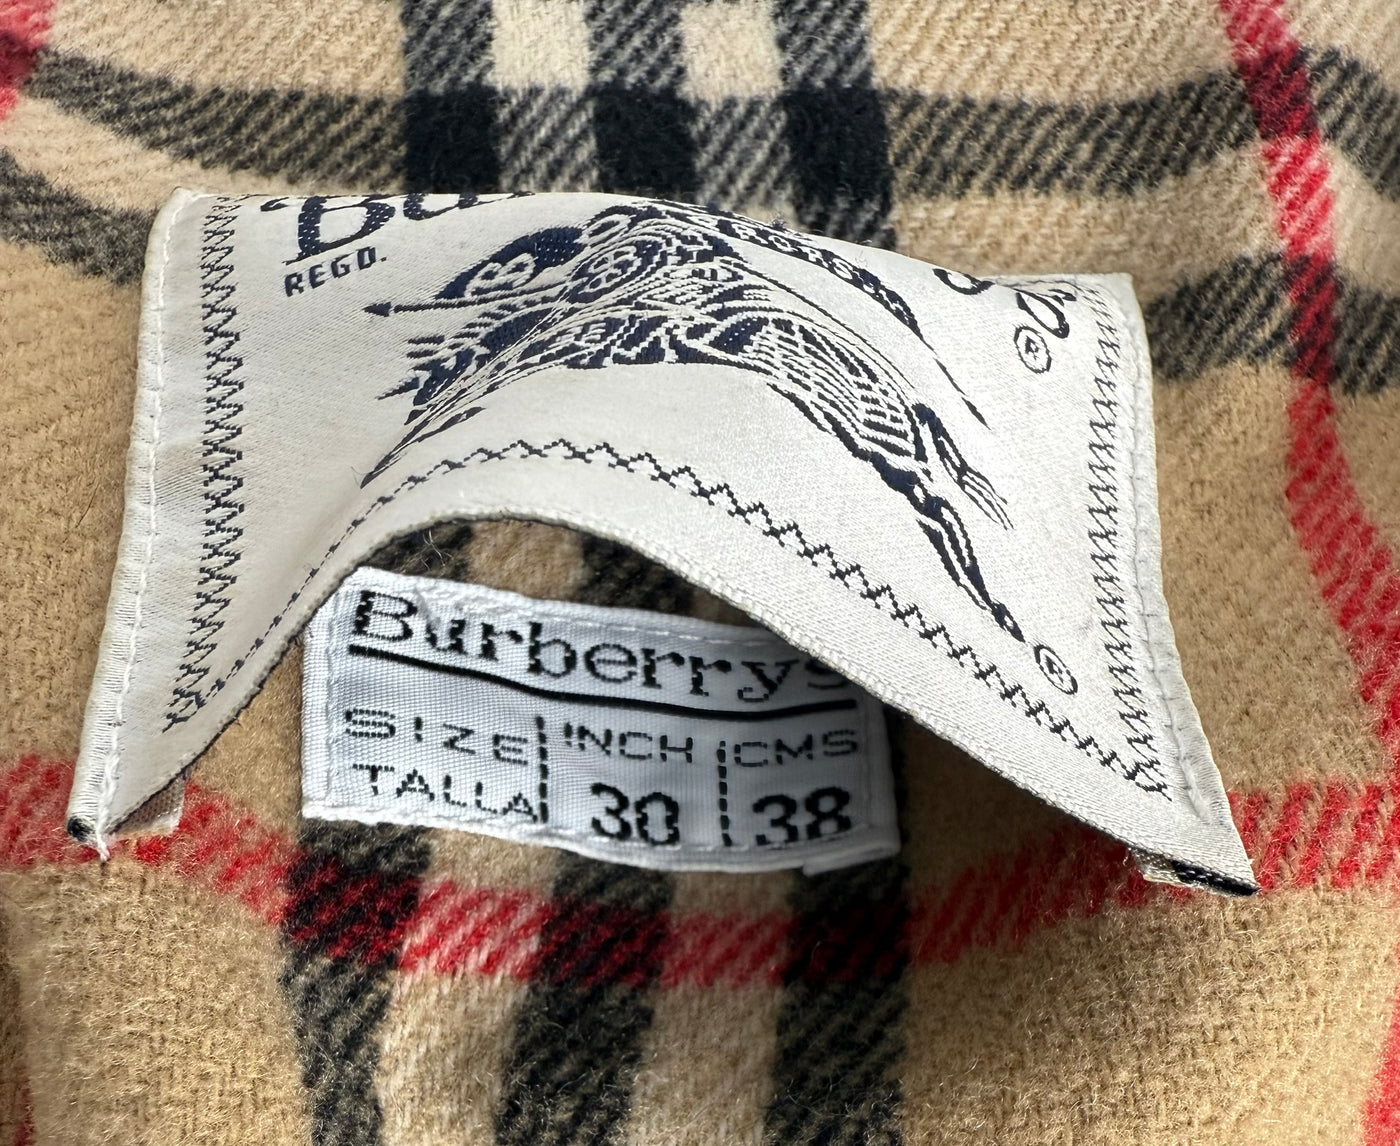 REGD.
®
®
Burberrys
SIZE INCH CMS
TALLA 30 38